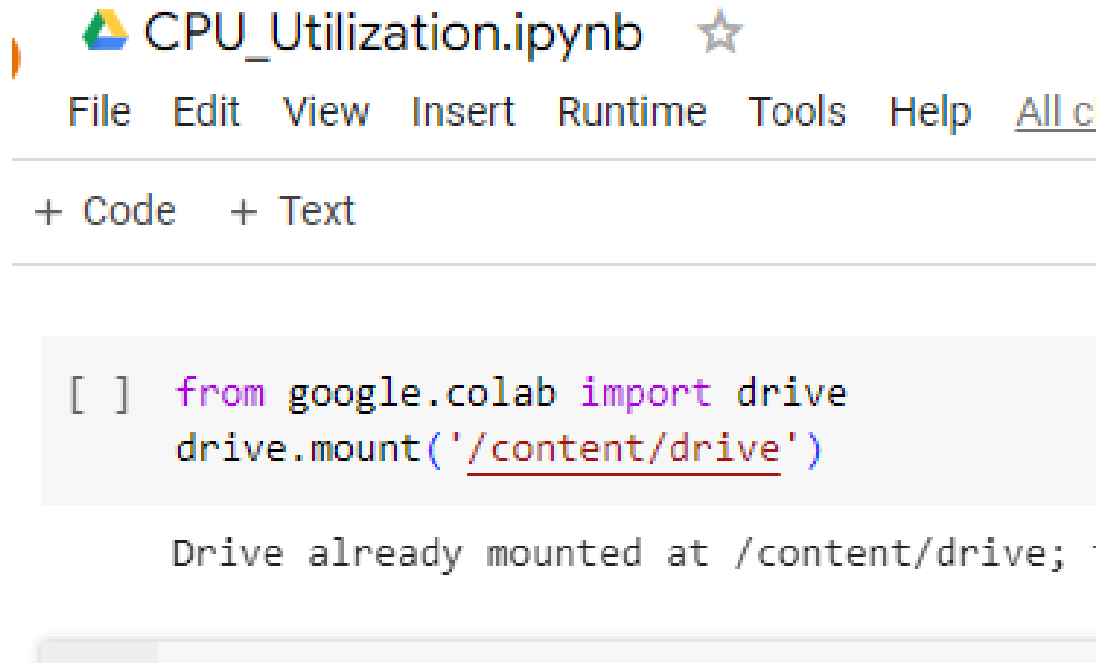 CPU_Utilization.ipynb
File Edit View Insert Runtime Tools Help All
+ Code + Text
[ ] from google.colab import drive
drive.mount('/content/drive')
Drive already mounted at /content/drive;